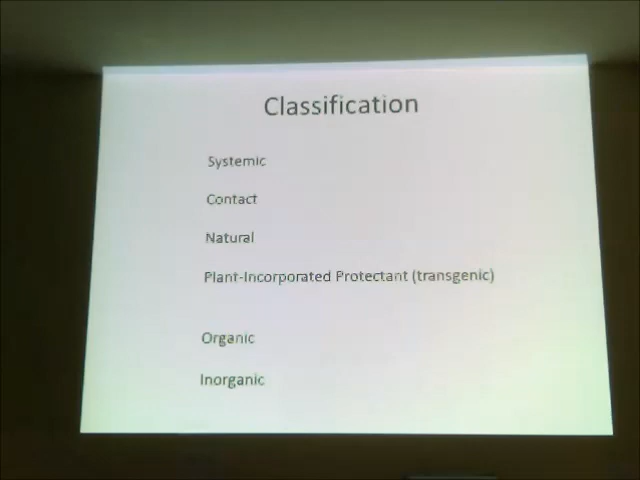 Classification
Systemic
Contact
Natural
Plant-Incorporated Protectant (transgenic)
Organic
Inorganic